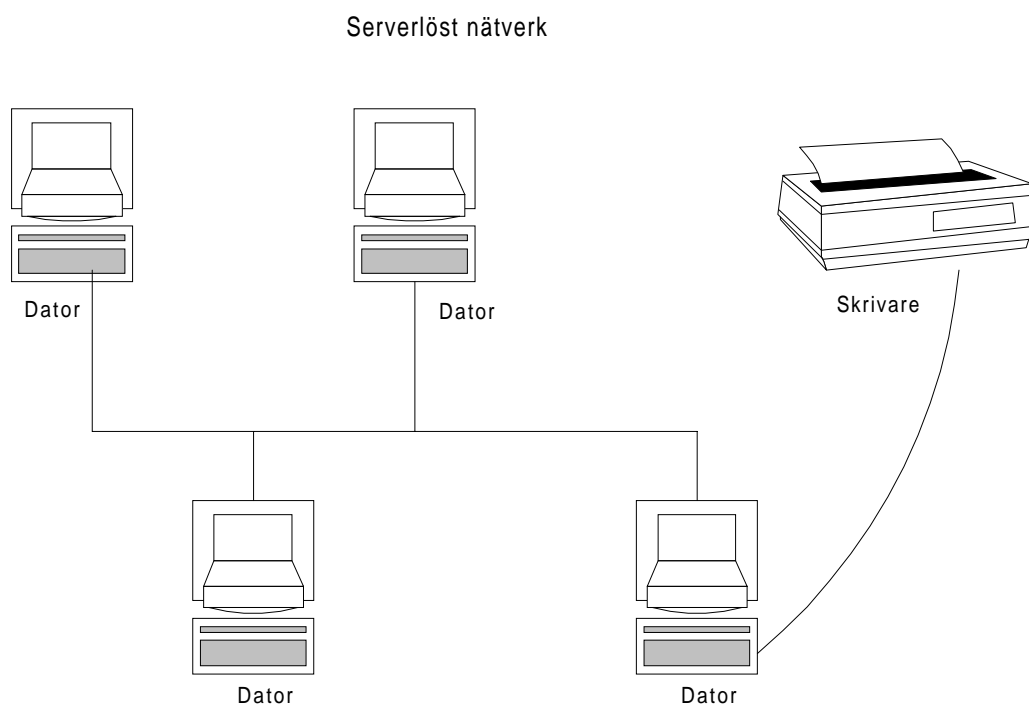 Serverlöst nätverk
Dator
Dator
Skrivare
Dator
Dator